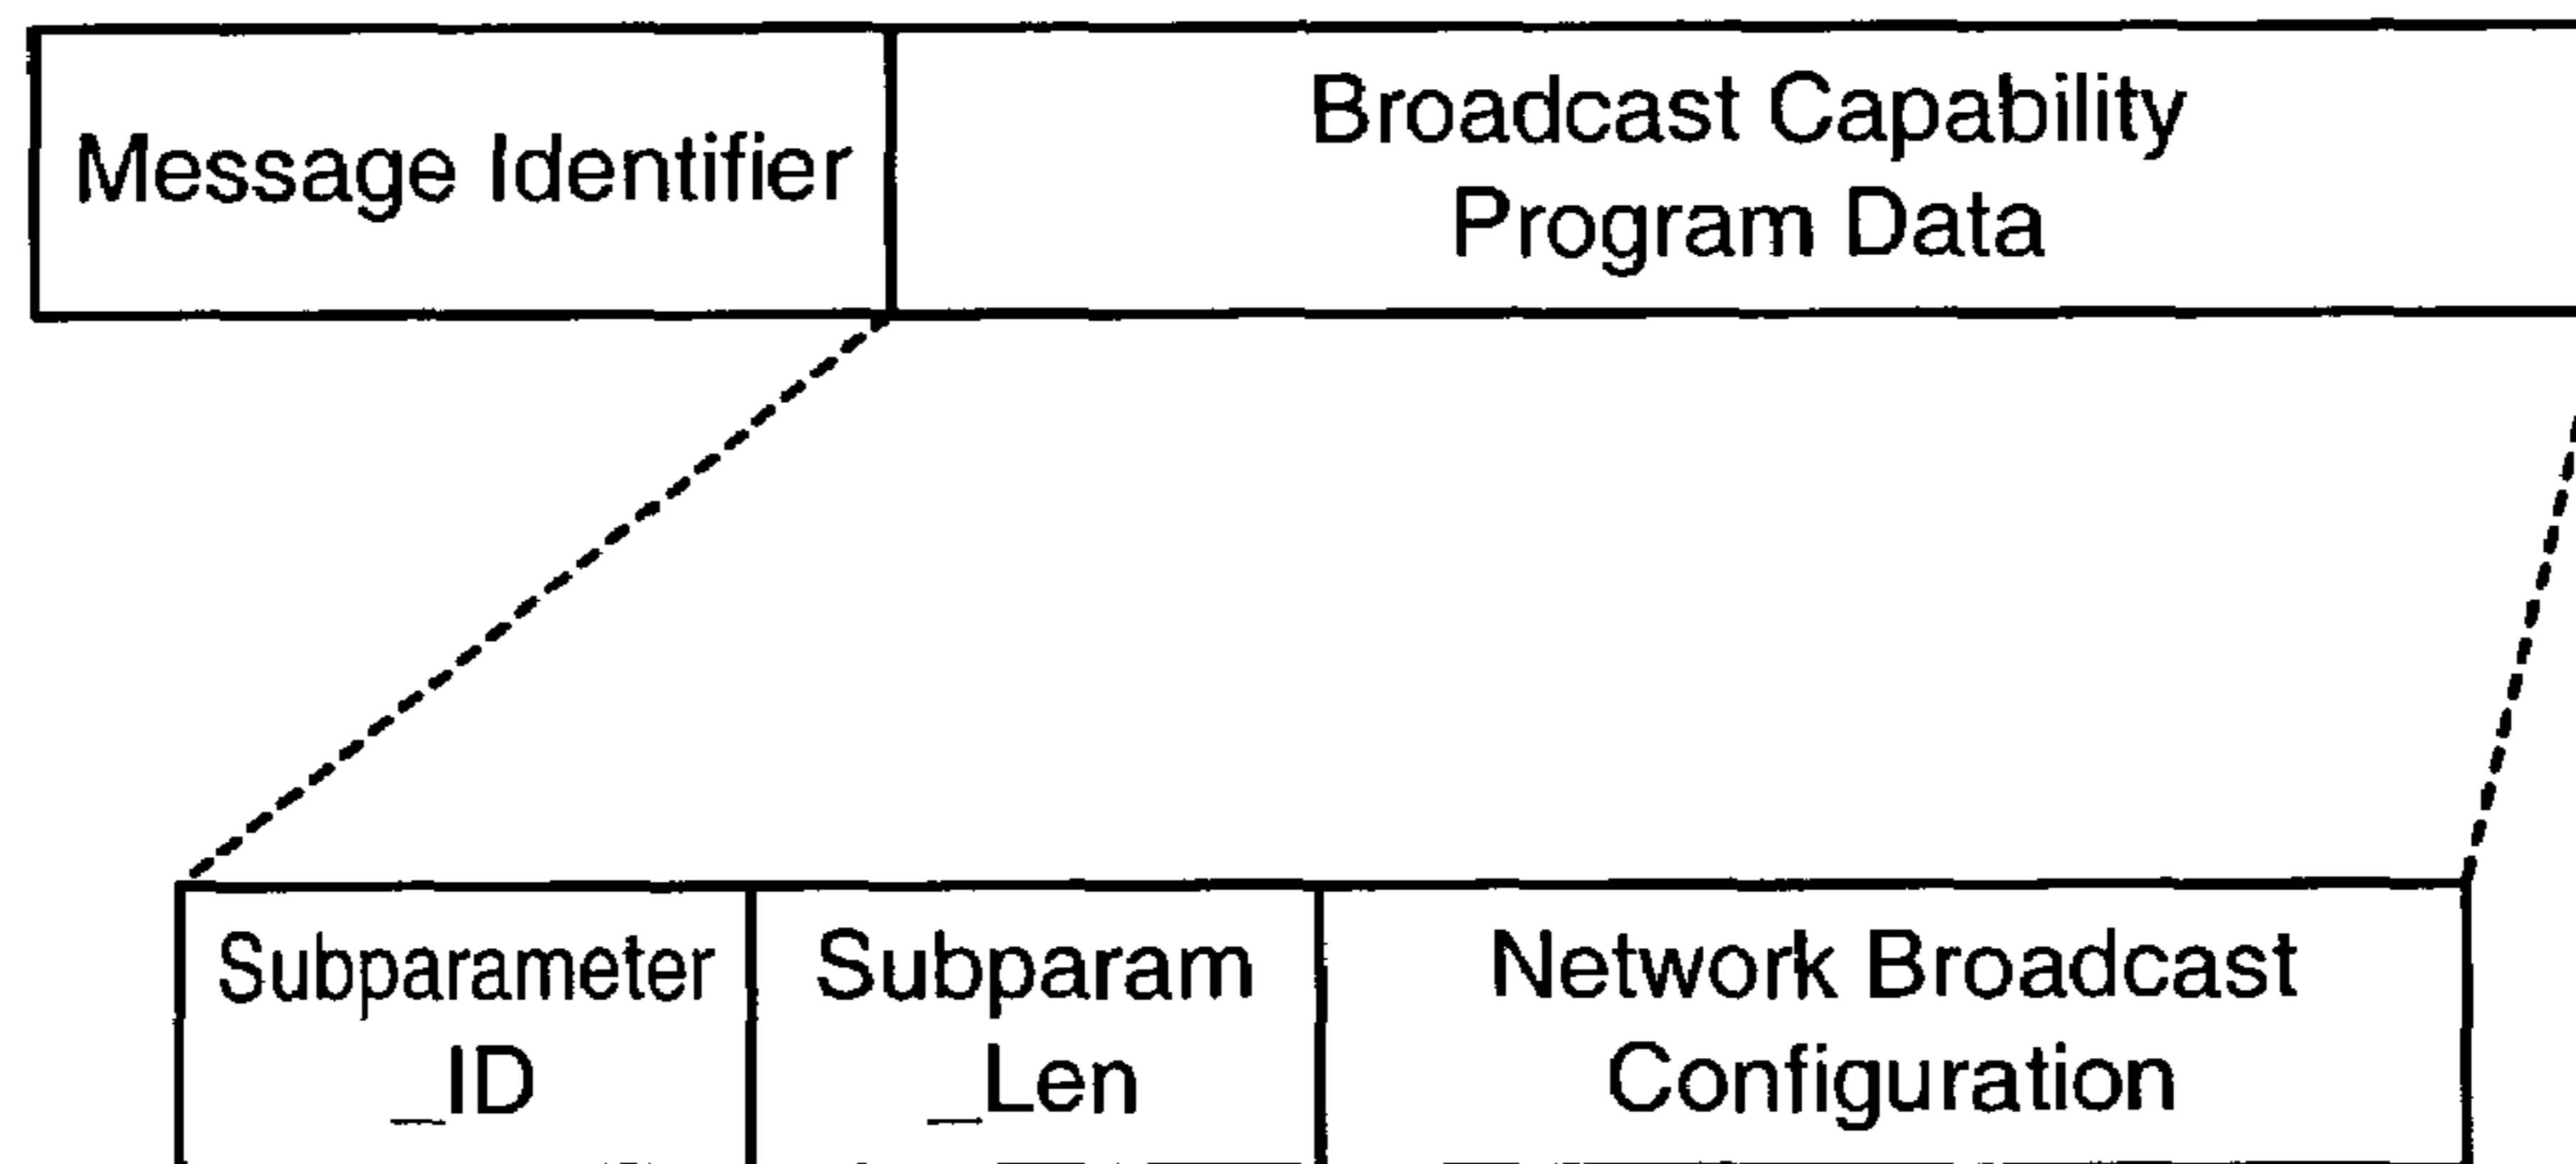 Message Identifier
Broadcast Capability
Program Data
Subparameter
_ID
Subparam
_Len
Network Broadcast
Configuration